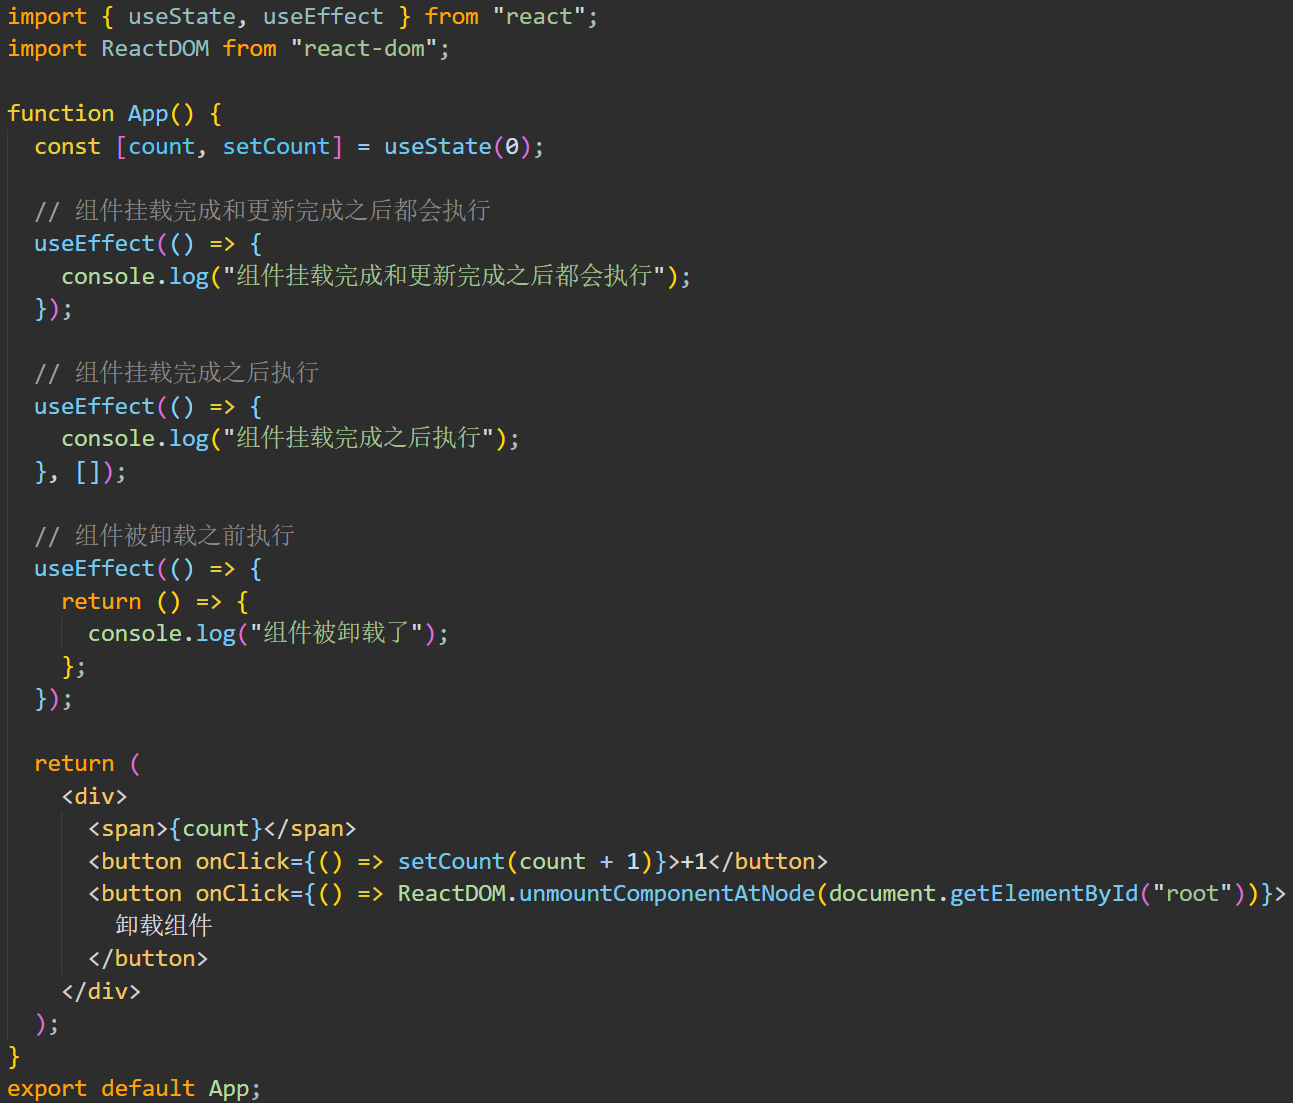 import { useState, useEffect } from "react";
import ReactDOM from "react-dom";
function App() {
const [count, setCount] = useState(0);
// 组件挂载完成和更新完成之后都会执行
useEffect(() => {
console.log("组件挂载完成和更新完成之后都会执行");
});
// 组件挂载完成之后执行
useEffect(() => {
console.log("组件挂载完成之后执行");
}, []);
// 组件被卸载之前执行
useEffect(() => {
return () => {
console.log("组件被卸载了");
};
});
return (
<div>
<span>{count}</span>
<button onClick={() => setCount(count + 1)}>+1</button>
<button onClick={() => ReactDOM.unmountComponentAtNode(document.getElementById("root"))}>
卸载组件
</button>
</div>
);
}
export default App;